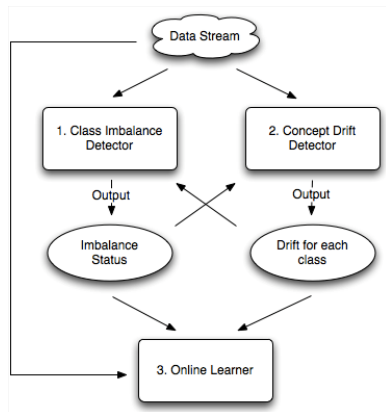 Data Stream
1. Class Imbalance
Detector
2. Concept Drift
Detector
Output
Output
Imbalance
Status
Drift for each
class
3. Online Learner